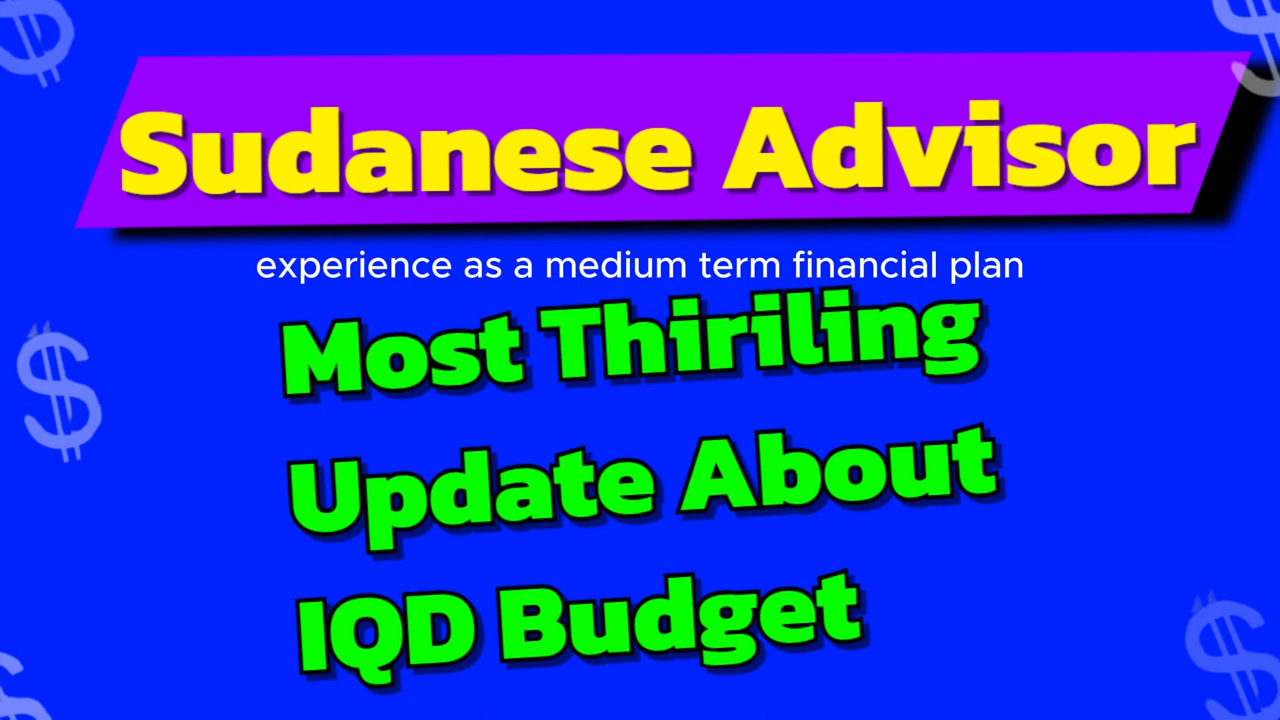 Sudanese Advisor
experience as a medium term financial plan
Most Thiriling
Update About
IQD Budget